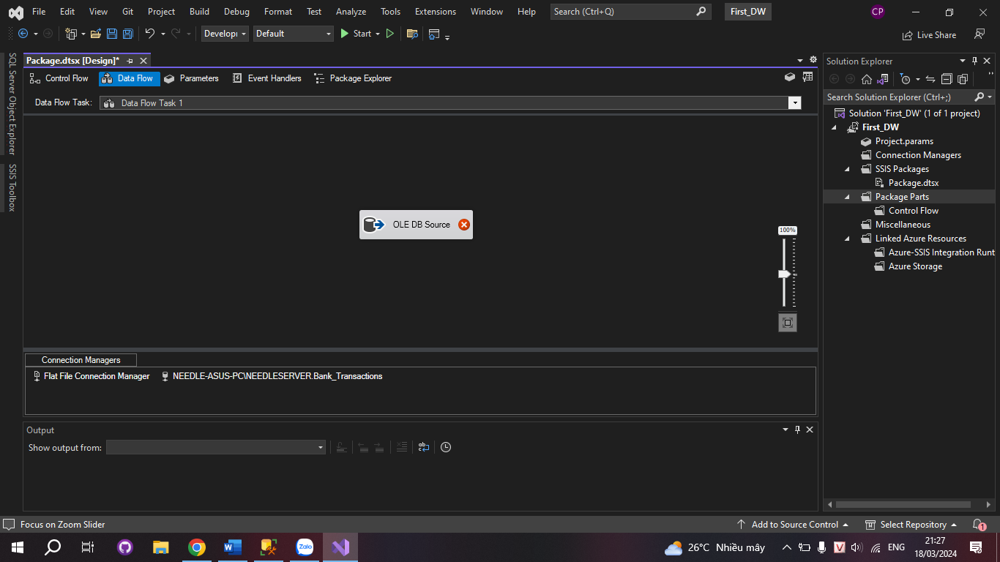 File Edit View Git Project Build Debug Format Test Analyze Tools Extensions Window Help Search (Ctrl+Q) First_DW CP
Developı Default Start Live Share
Package.dtsx [Design]*
Control Flow Data Flow Parameters Event Handlers Package Explorer
Data Flow Task: Data Flow Task 1
SQL Server Object Explorer
SSIS Toolbox
OLE DB Source
100%
Connection Managers
Flat File Connection Manager NEEDLE-ASUS-PC\NEEDLESERVER.Bank_Transactions
Output
Show output from:
Solution Explorer
Search Solution Explorer (Ctrl+;)
Solution 'First_DW' (1 of 1 project)
First_DW
Project.params
Connection Managers
SSIS Packages
Package.dtsx
Package Parts
Control Flow
Miscellaneous
Linked Azure Resources
Azure-SSIS Integration Runt
Azure Storage
Focus on Zoom Slider Add to Source Control Select Repository 1
W Zalo 26°C Nhiều mây V ENG 21:27
18/03/2024